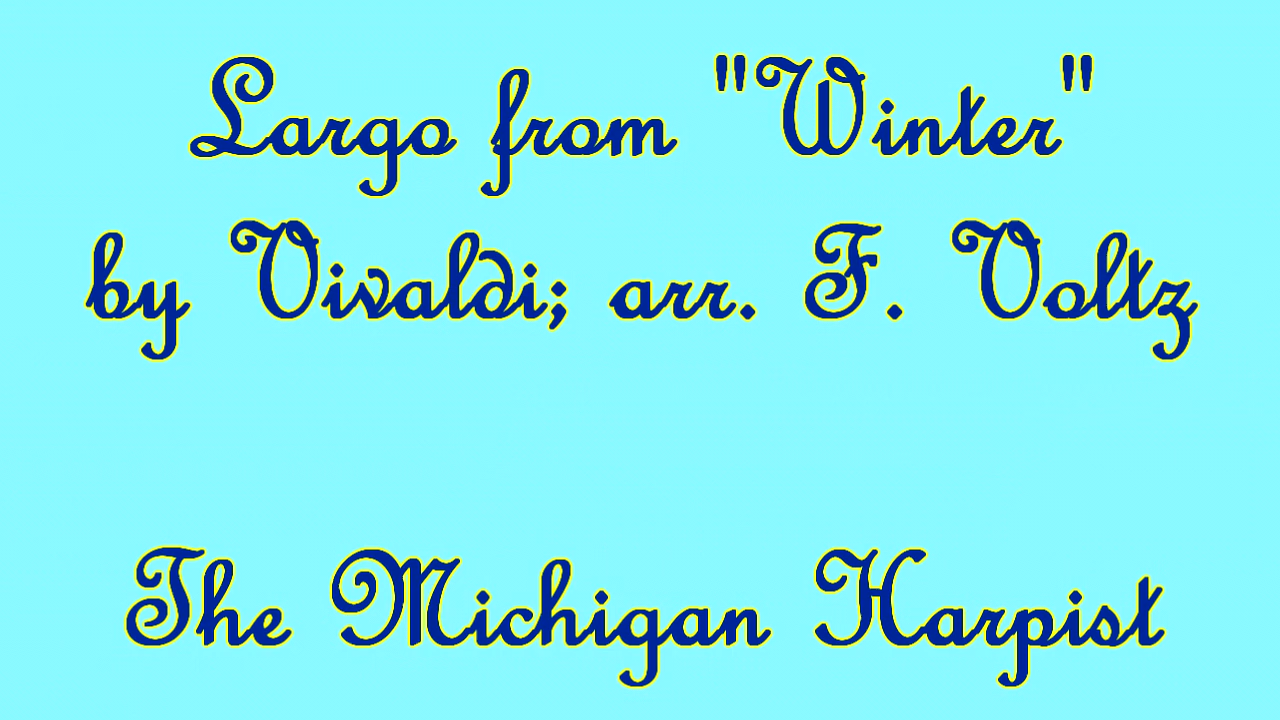 Largo from "Winter"
by Vivaldi; arr. F. Voltz
The Michigan Harpist